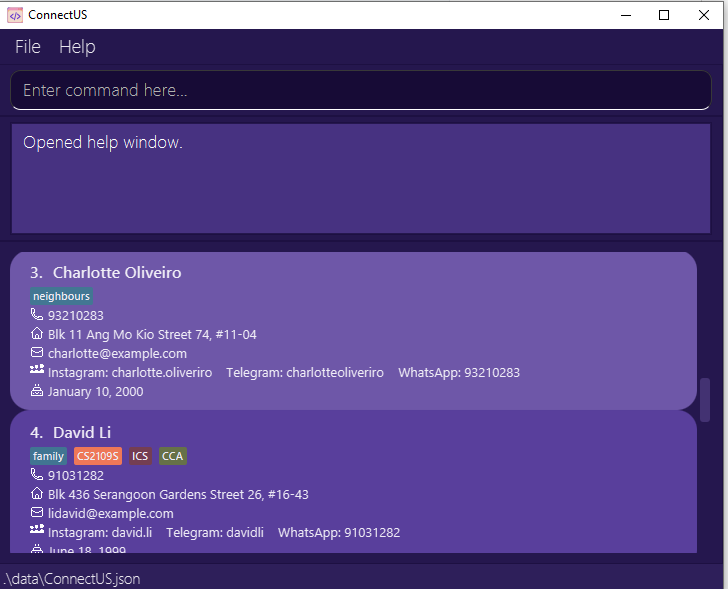 ConnectUS
File Help
Enter command here...
Opened help window.
3. Charlotte Oliveiro
neighbours
93210283
Blk 11 Ang Mo Kio Street 74, #11-04
charlotte@example.com
Instagram: charlotte.oliveriro Telegram: charlotteoliveriro WhatsApp: 93210283
January 10, 2000
4. David Li
family CS2109S ICS CCA
91031282
Blk 436 Serangoon Gardens Street 26, #16-43
lidavid@example.com
Instagram: david.li Telegram: davidli WhatsApp: 91031282
June 18, 1999
.\data\ConnectUS.json